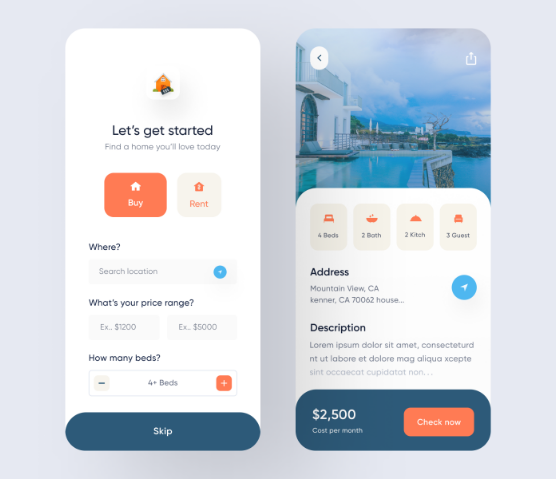 Let's get started
Find a home you'll love today
Buy
Rent
Where?
Search location
What's your price range?
Ex., $1200
Ex., $5000
How many beds?
4+ Beds
Skip
4 Beds
2 Bath
2 Kitch
3 Guest
Address
Mountain View, CA
kenner, CA 70062 house...
Description
Lorem ipsum dolor sit amet, consecteturd
nt ut labore et dolore mag aliqua xcepte
sint occaecat cupidatat non...
$2,500
Cost per month
Check now